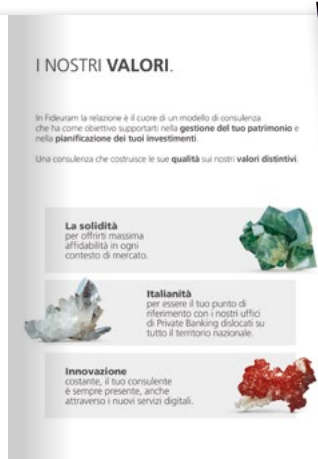 I NOSTRI VALORI.
In Fideuram la relazione è il cuore di un modello di consulenza
che ha come obiettivo supportarti nella gestione del tuo patrimonio e
nella pianificazione dei tuoi investimenti.
Una consulenza che costruisce le sue qualità sui nostri valori distintivi.
La solidità
per offrirti massima
affidabilità in ogni
contesto di mercato.
Italianità
per essere il tuo punto di
riferimento con i nostri uffici
di Private Banking dislocati su
tutto il territorio nazionale.
Innovazione
costante, il tuo consulente
è sempre presente, anche
attraverso i nuovi servizi digitali.